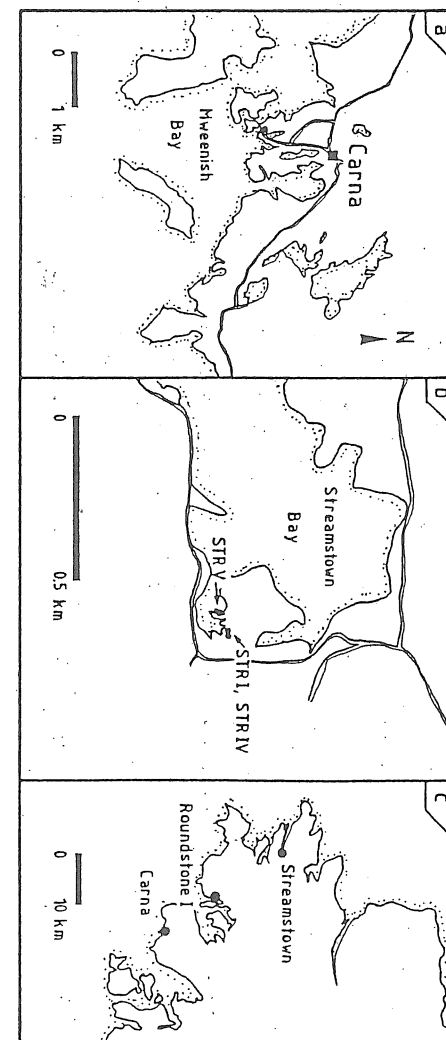 a
Carna
Mweenish
Bay
N
0
1 km
b
Streamstown
Bay
STR V
STR I, STR IV
0
0.5 km
c
Streamstown
Roundstone I
Carna
0
10 km